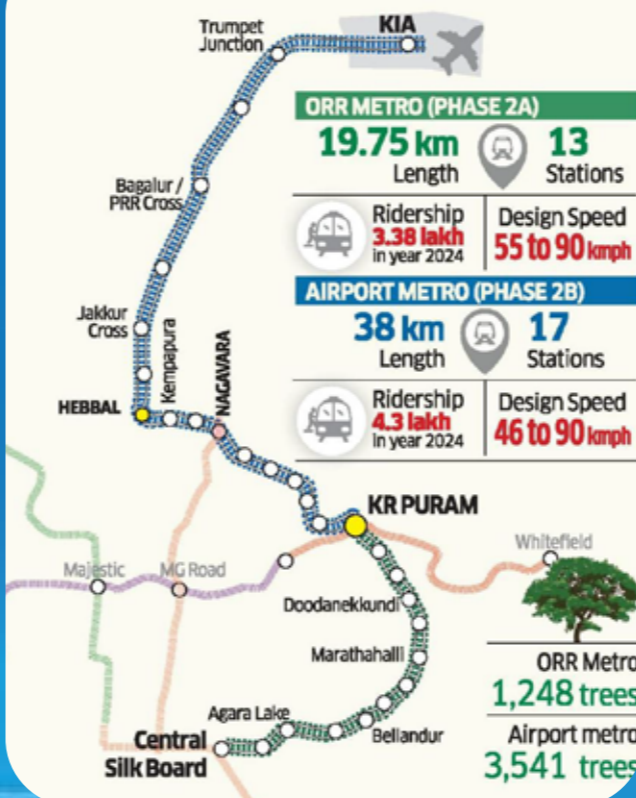 Trumpet
Junction
KIA
ORR METRO (PHASE 2A)
19.75 km
Length
13
Stations
Ridership
3.38 lakh
in year 2024
Design Speed
55 to 90 kmph
Bagalur /
PRR Cross
AIRPORT METRO (PHASE 2B)
38 km
Length
17
Stations
Ridership
4.3 lakh
in year 2024
Design Speed
46 to 90 kmph
Jakkur
Cross
Kempapura
NAGAVARA
HEBBAL
KR PURAM
Whitefield
Majestic
MG Road
Doodanekkundi
Marathahalli
Agara Lake
Bellandur
Central
Silk Board
ORR Metro
1,248 trees
Airport metro
3,541 trees